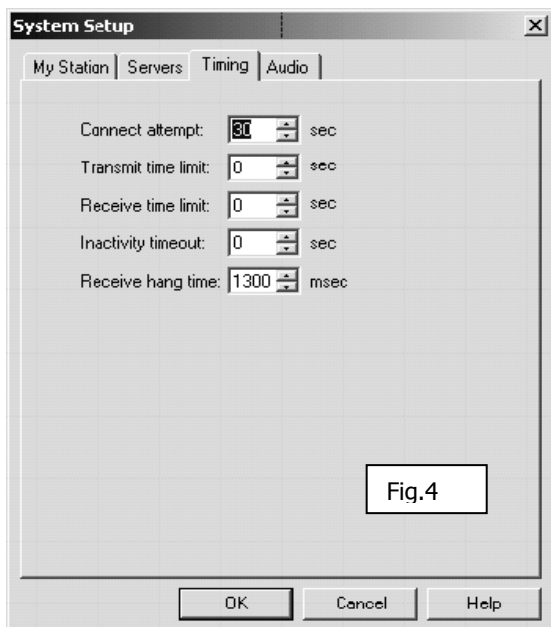 System Setup
My Station Servers Timing Audio
Connect attempt: 30 sec
Transmit time limit: 0 sec
Receive time limit: 0 sec
Inactivity timeout: 0 sec
Receive hang time: 1300 msec
Fig.4
OK Cancel Help